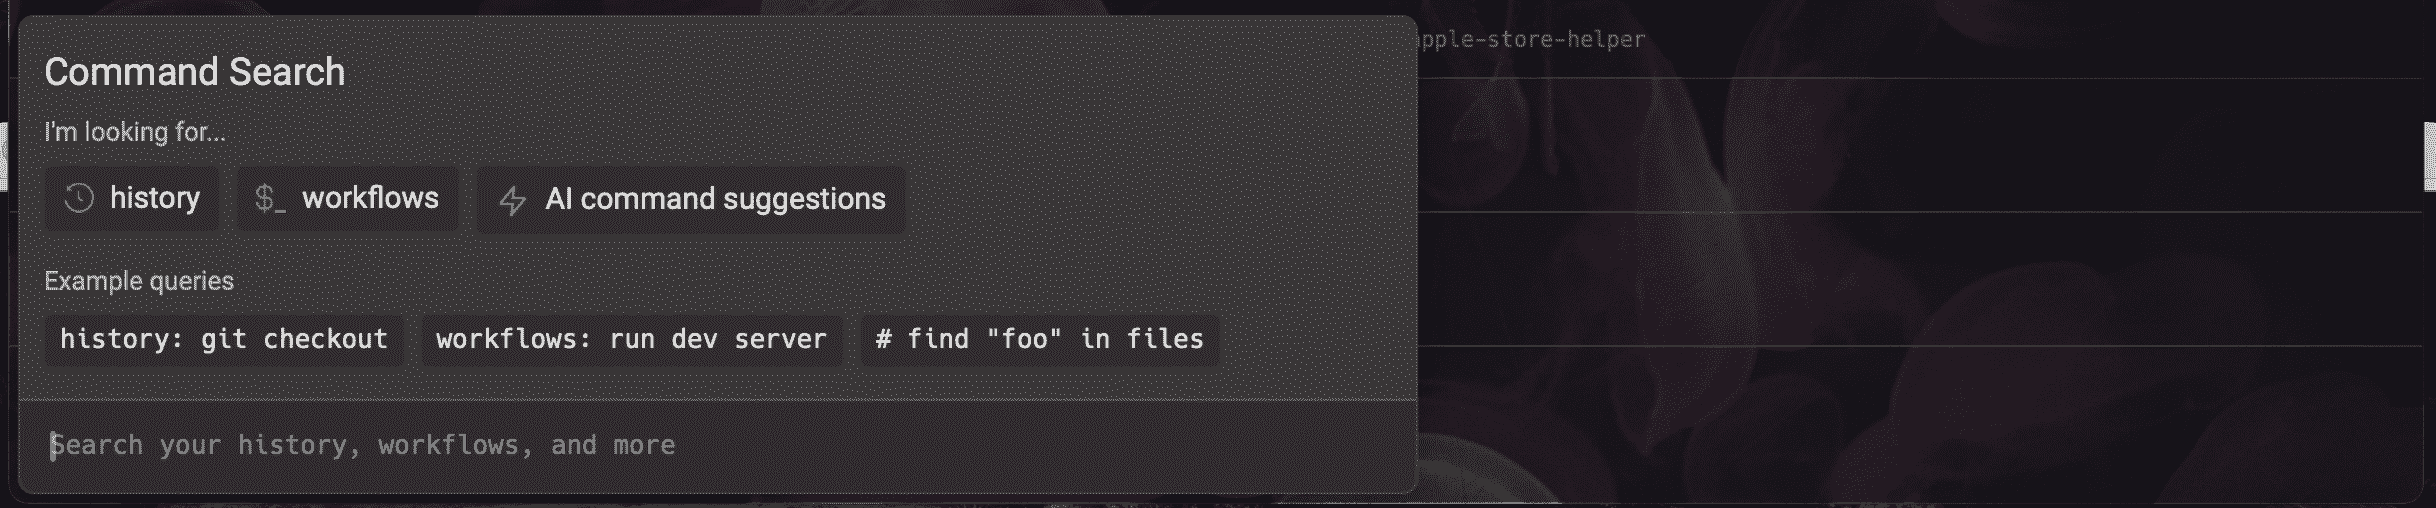 Command Search
I'm looking for...
history
$_ workflows
AI command suggestions
Example queries
history: git checkout
workflows: run dev server
# find "foo" in files
Search your history, workflows, and more
-store-helper